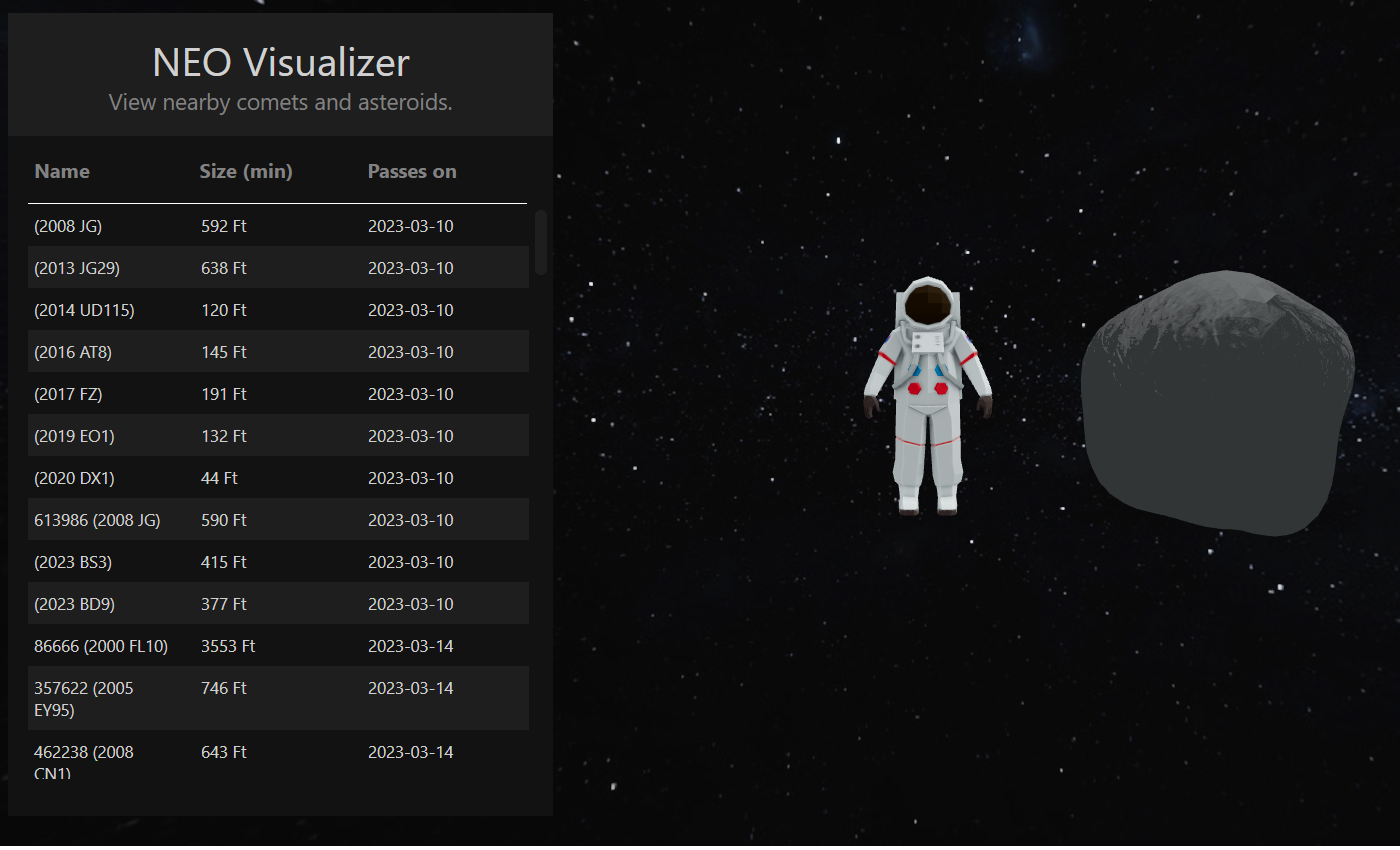 NEO Visualizer
View nearby comets and asteroids.
Name Size (min) Passes on
(2008 JG) 592 Ft 2023-03-10
(2013 JG29) 638 Ft 2023-03-10
(2014 UD115) 120 Ft 2023-03-10
(2016 AT8) 145 Ft 2023-03-10
(2017 FZ) 191 Ft 2023-03-10
(2019 EO1) 132 Ft 2023-03-10
(2020 DX1) 44 Ft 2023-03-10
613986 (2008 JG) 590 Ft 2023-03-10
(2023 BS3) 415 Ft 2023-03-10
(2023 BD9) 377 Ft 2023-03-10
86666 (2000 FL10) 3553 Ft 2023-03-14
357622 (2005 746 Ft 2023-03-14
EY95)
462238 (2008 643 Ft 2023-03-14
CN1)